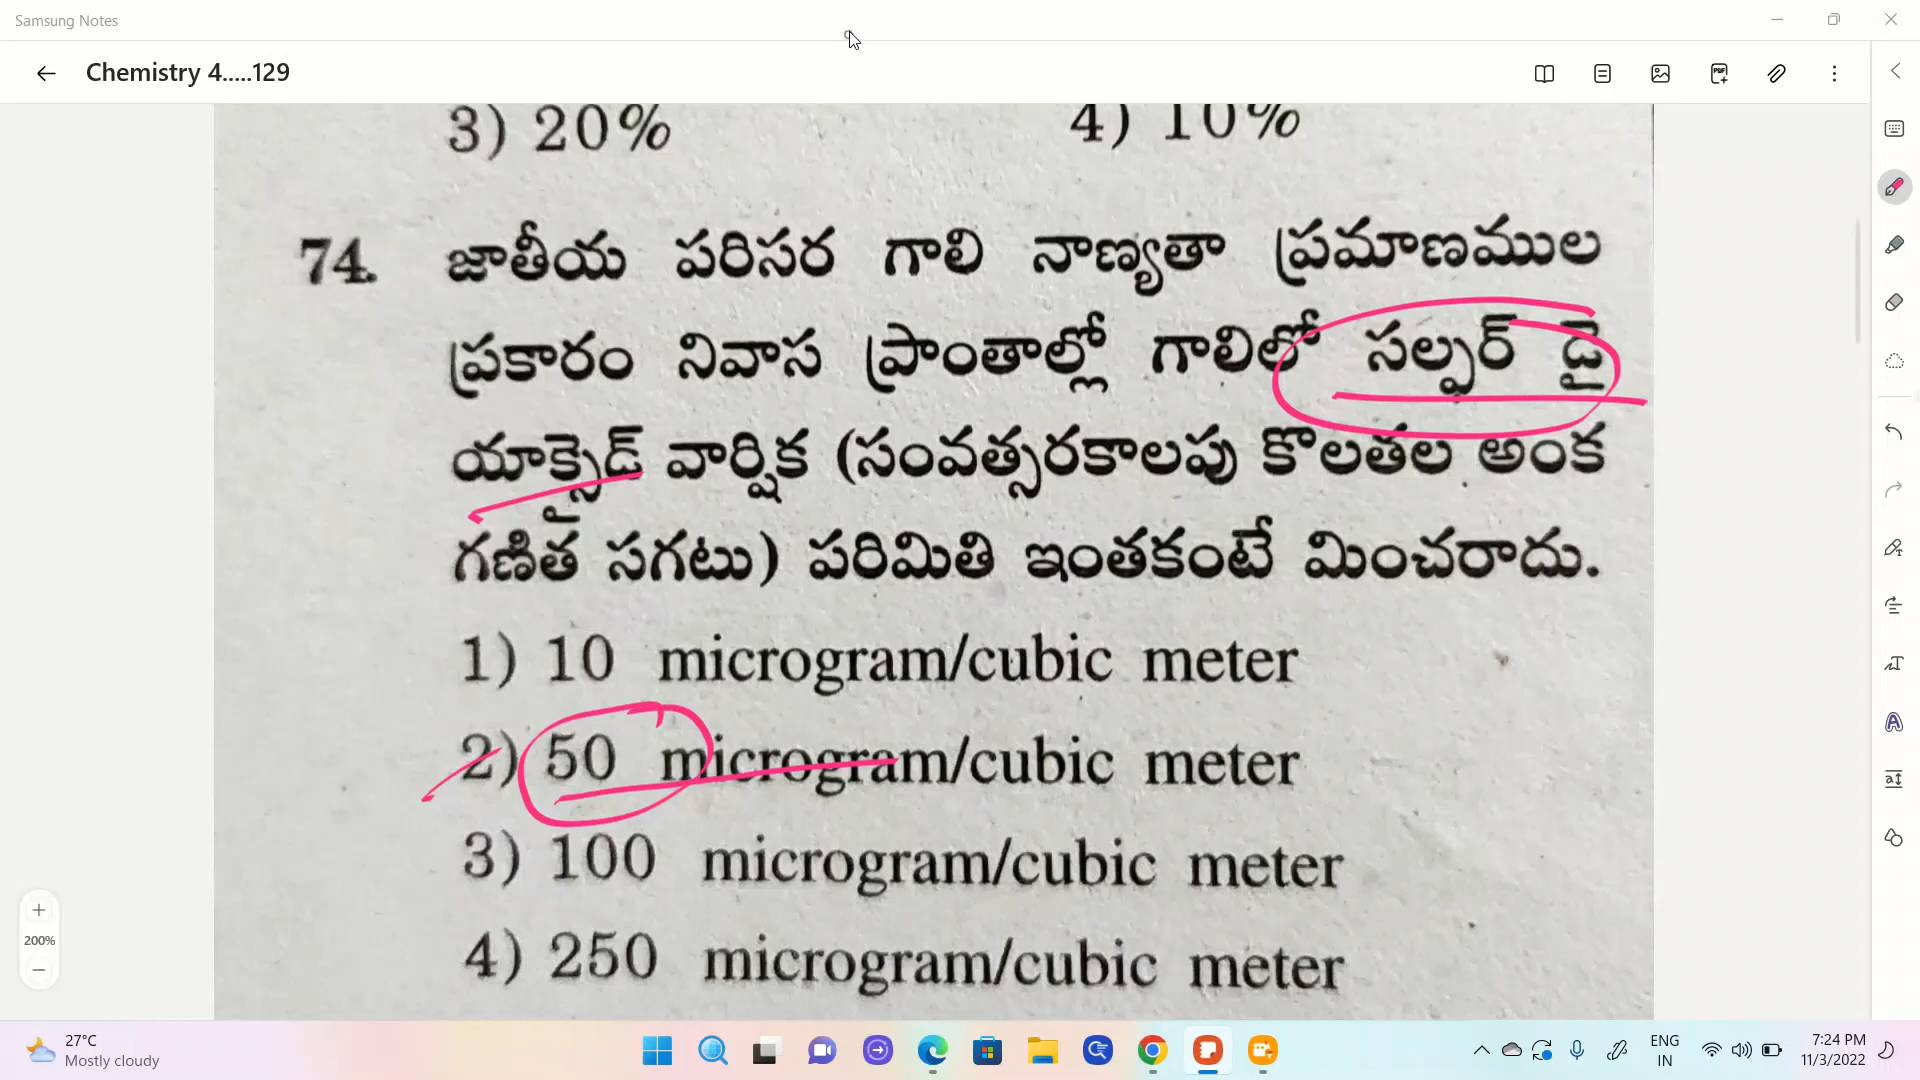 Samsung Notes
Chemistry 4.....129
3) 20% 4) 10%
74. జాతీయ పరిసర గాలి నాణ్యతా ప్రమాణముల
ప్రకారం నివాస ప్రాంతాల్లో గాలిలో సల్ఫర్ డై
యాక్సైడ్ వార్షిక (సంవత్సరకాలపు కొలతల అంక
గణిత సగటు) పరిమితి ఇంతకంటే మించరాదు.
1) 10 microgram/cubic meter
2) 50 microgram/cubic meter
3) 100 microgram/cubic meter
4) 250 microgram/cubic meter
200%
27°C
Mostly cloudy
ENG
IN
7:24 PM
11/3/2022